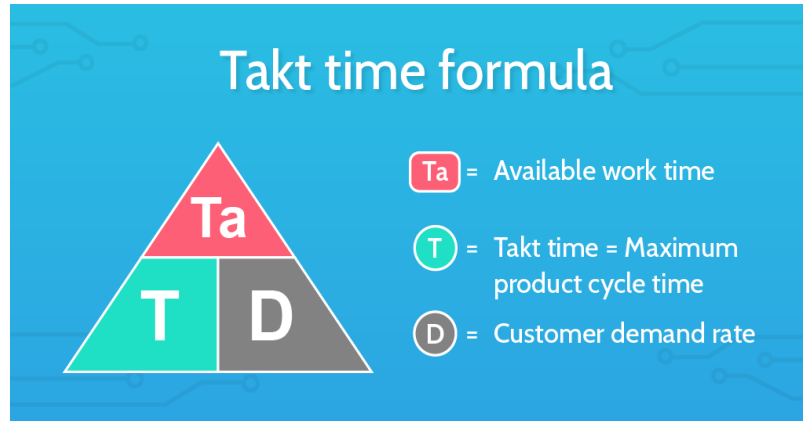 Takt time formula
Ta
T D
Ta = Available work time
T = Takt time = Maximum
product cycle time
D = Customer demand rate